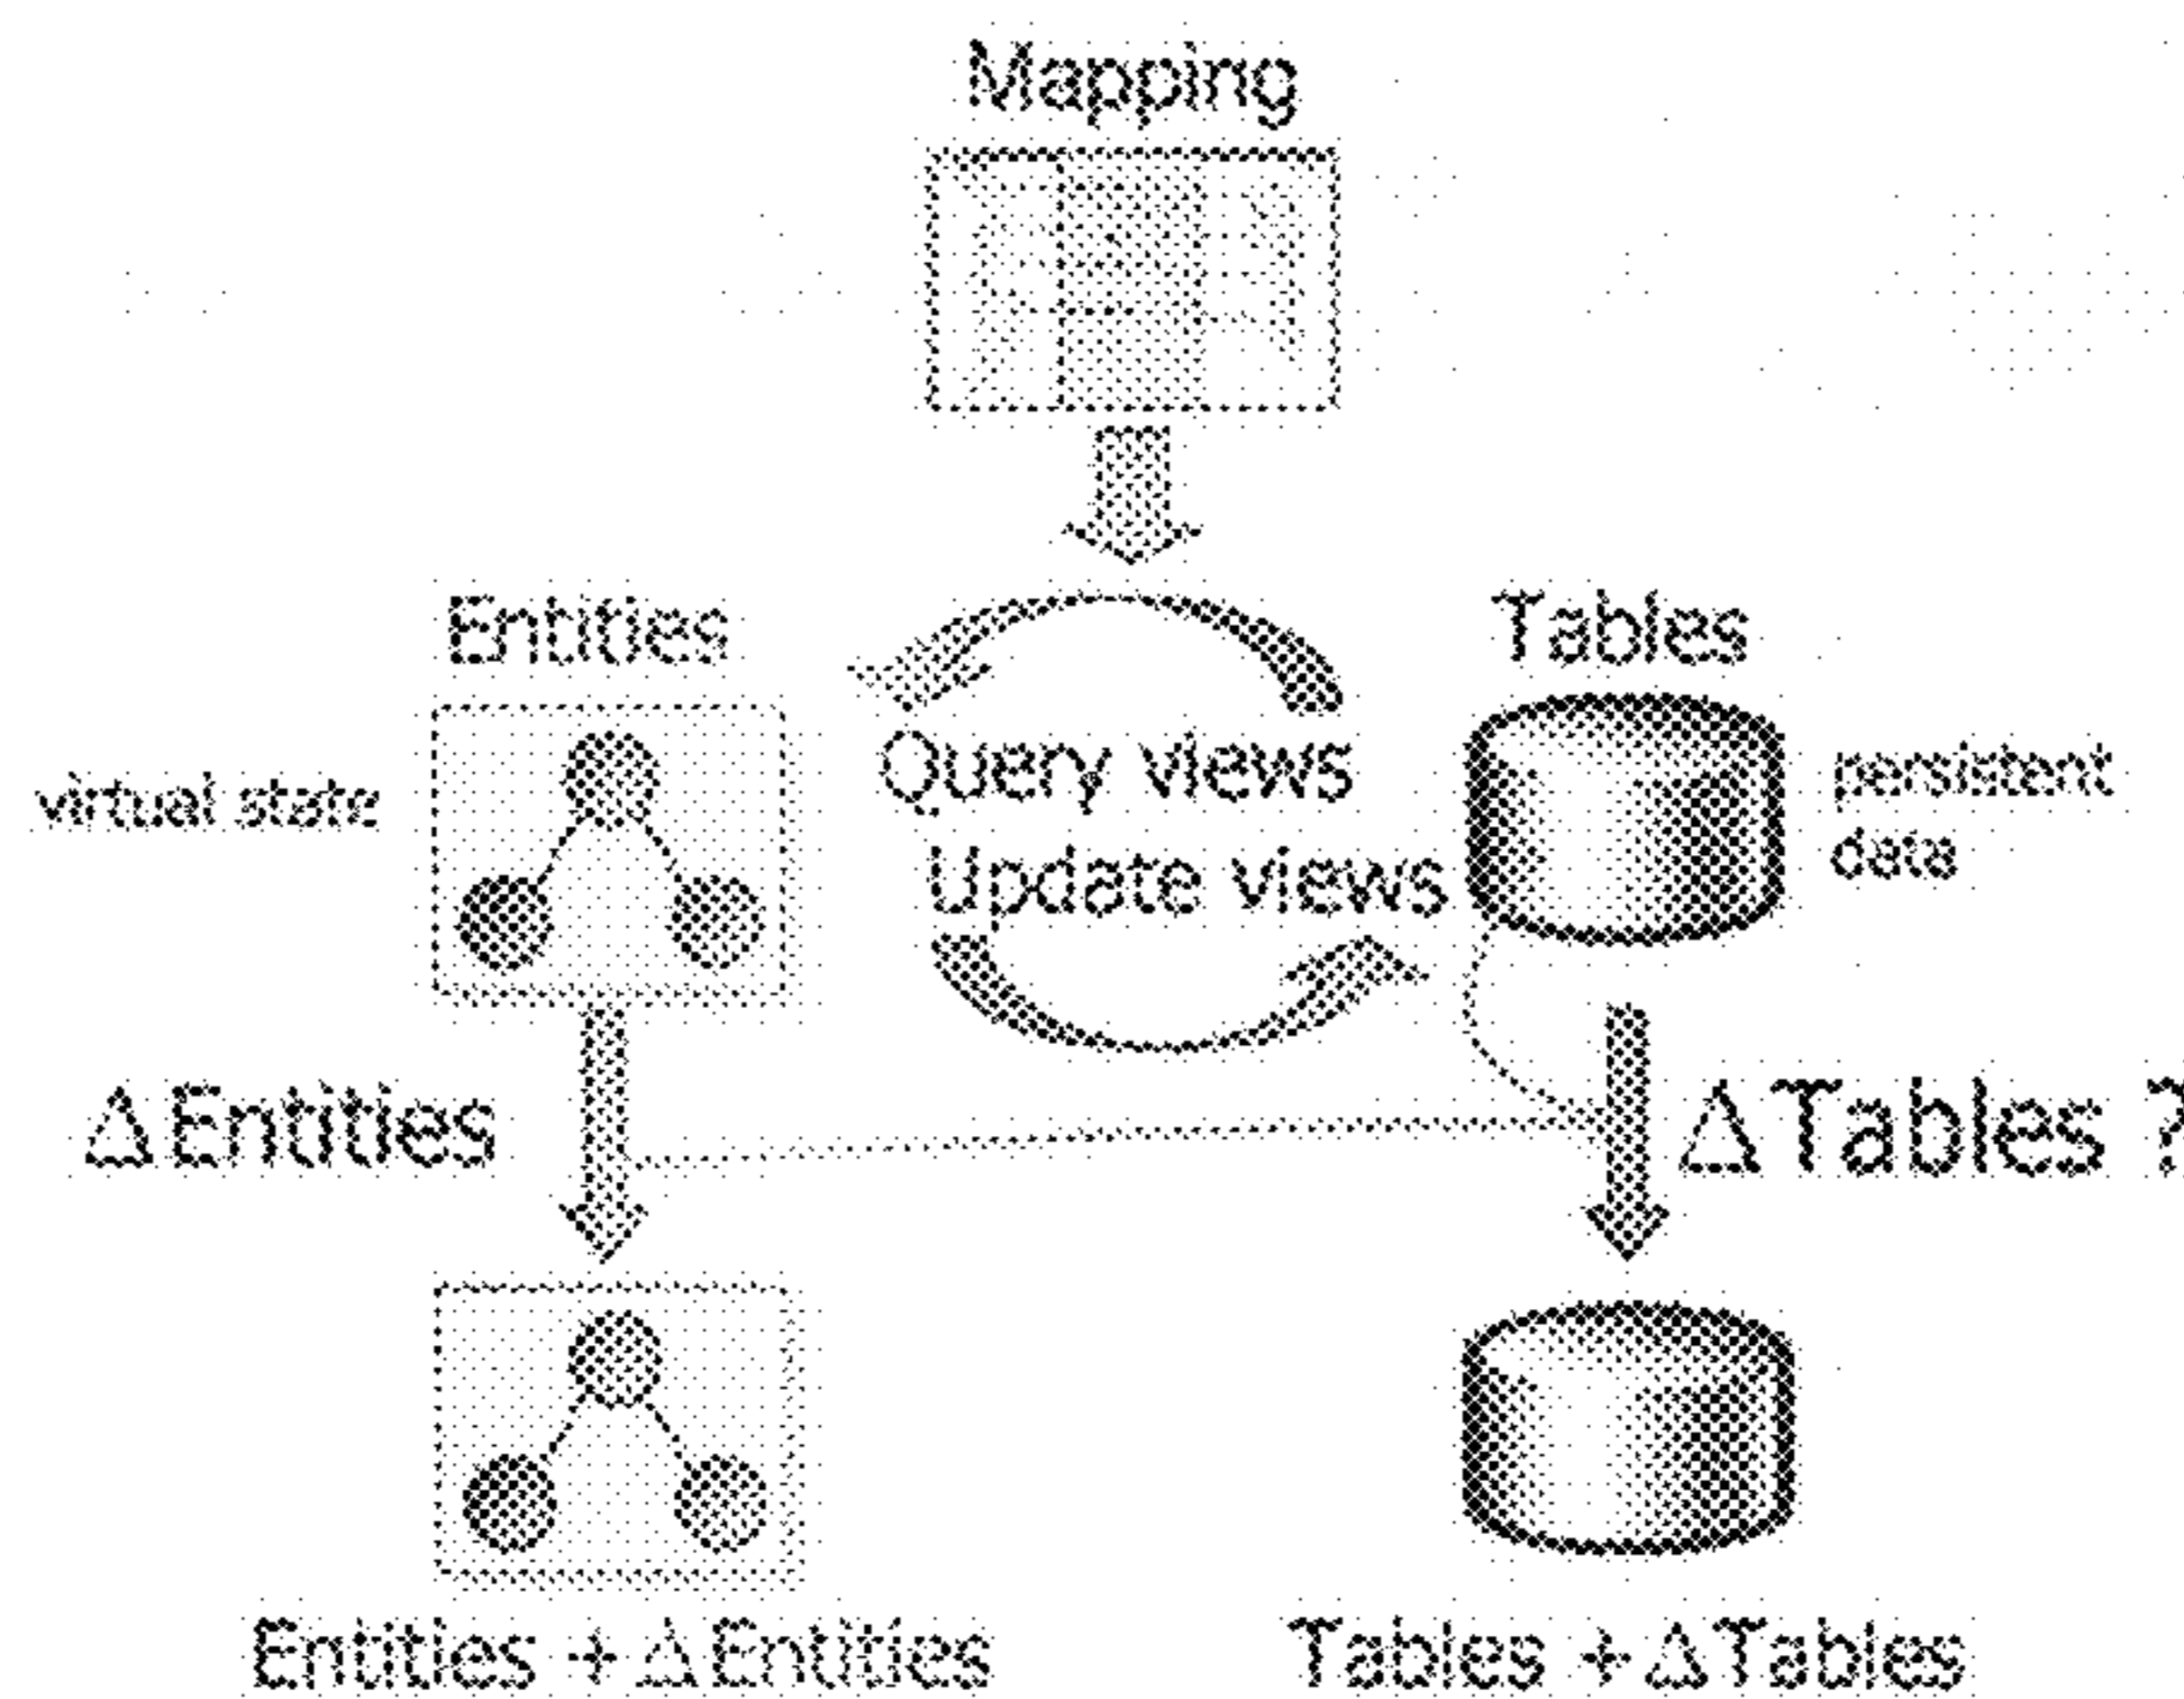 Mapping
Entities
Tables
virtual state
Query views
Update views
persistent
data
ΔEntities
ΔTables ?
Entities + ΔEntities
Tables + ΔTables